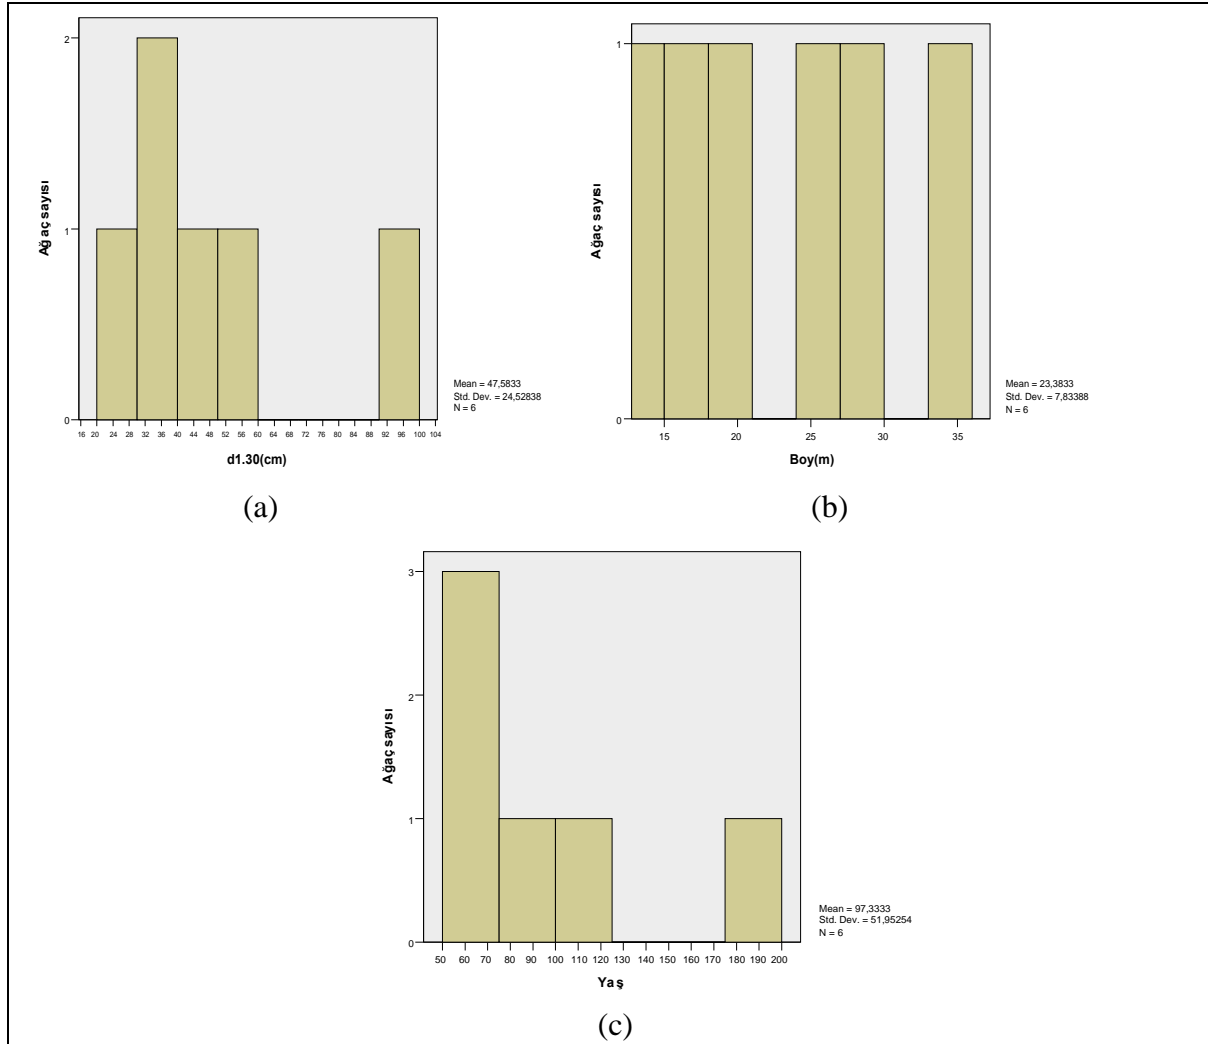 2
1
0
Ağaç sayısı
16 20 24 28 32 36 40 44 48 52 56 60 64 68 72 76 80 84 88 92 96 100 104
d1.30(cm)
Mean = 47,5833
Std. Dev. = 24,52838
N = 6
(a)
1
0
Ağaç sayısı
15 20 25 30 35
Boy(m)
Mean = 23,3833
Std. Dev. = 7,83388
N = 6
(b)
3
2
1
0
Ağaç sayısı
50 60 70 80 90 100 110 120 130 140 150 160 170 180 190 200
Yaş
Mean = 97,3333
Std. Dev. = 51,95254
N = 6
(c)